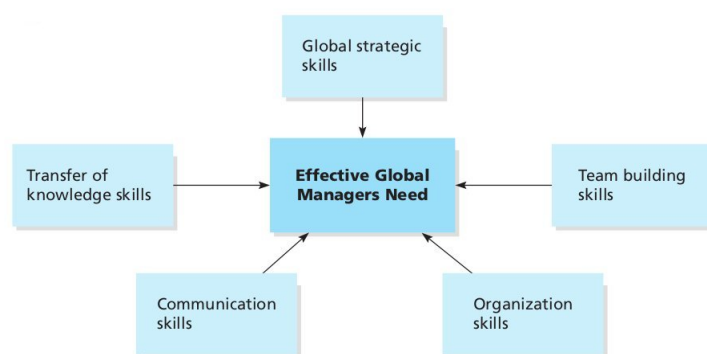 Global strategic
skills
Transfer of
knowledge skills
Effective Global
Managers Need
Team building
skills
Communication
skills
Organization
skills